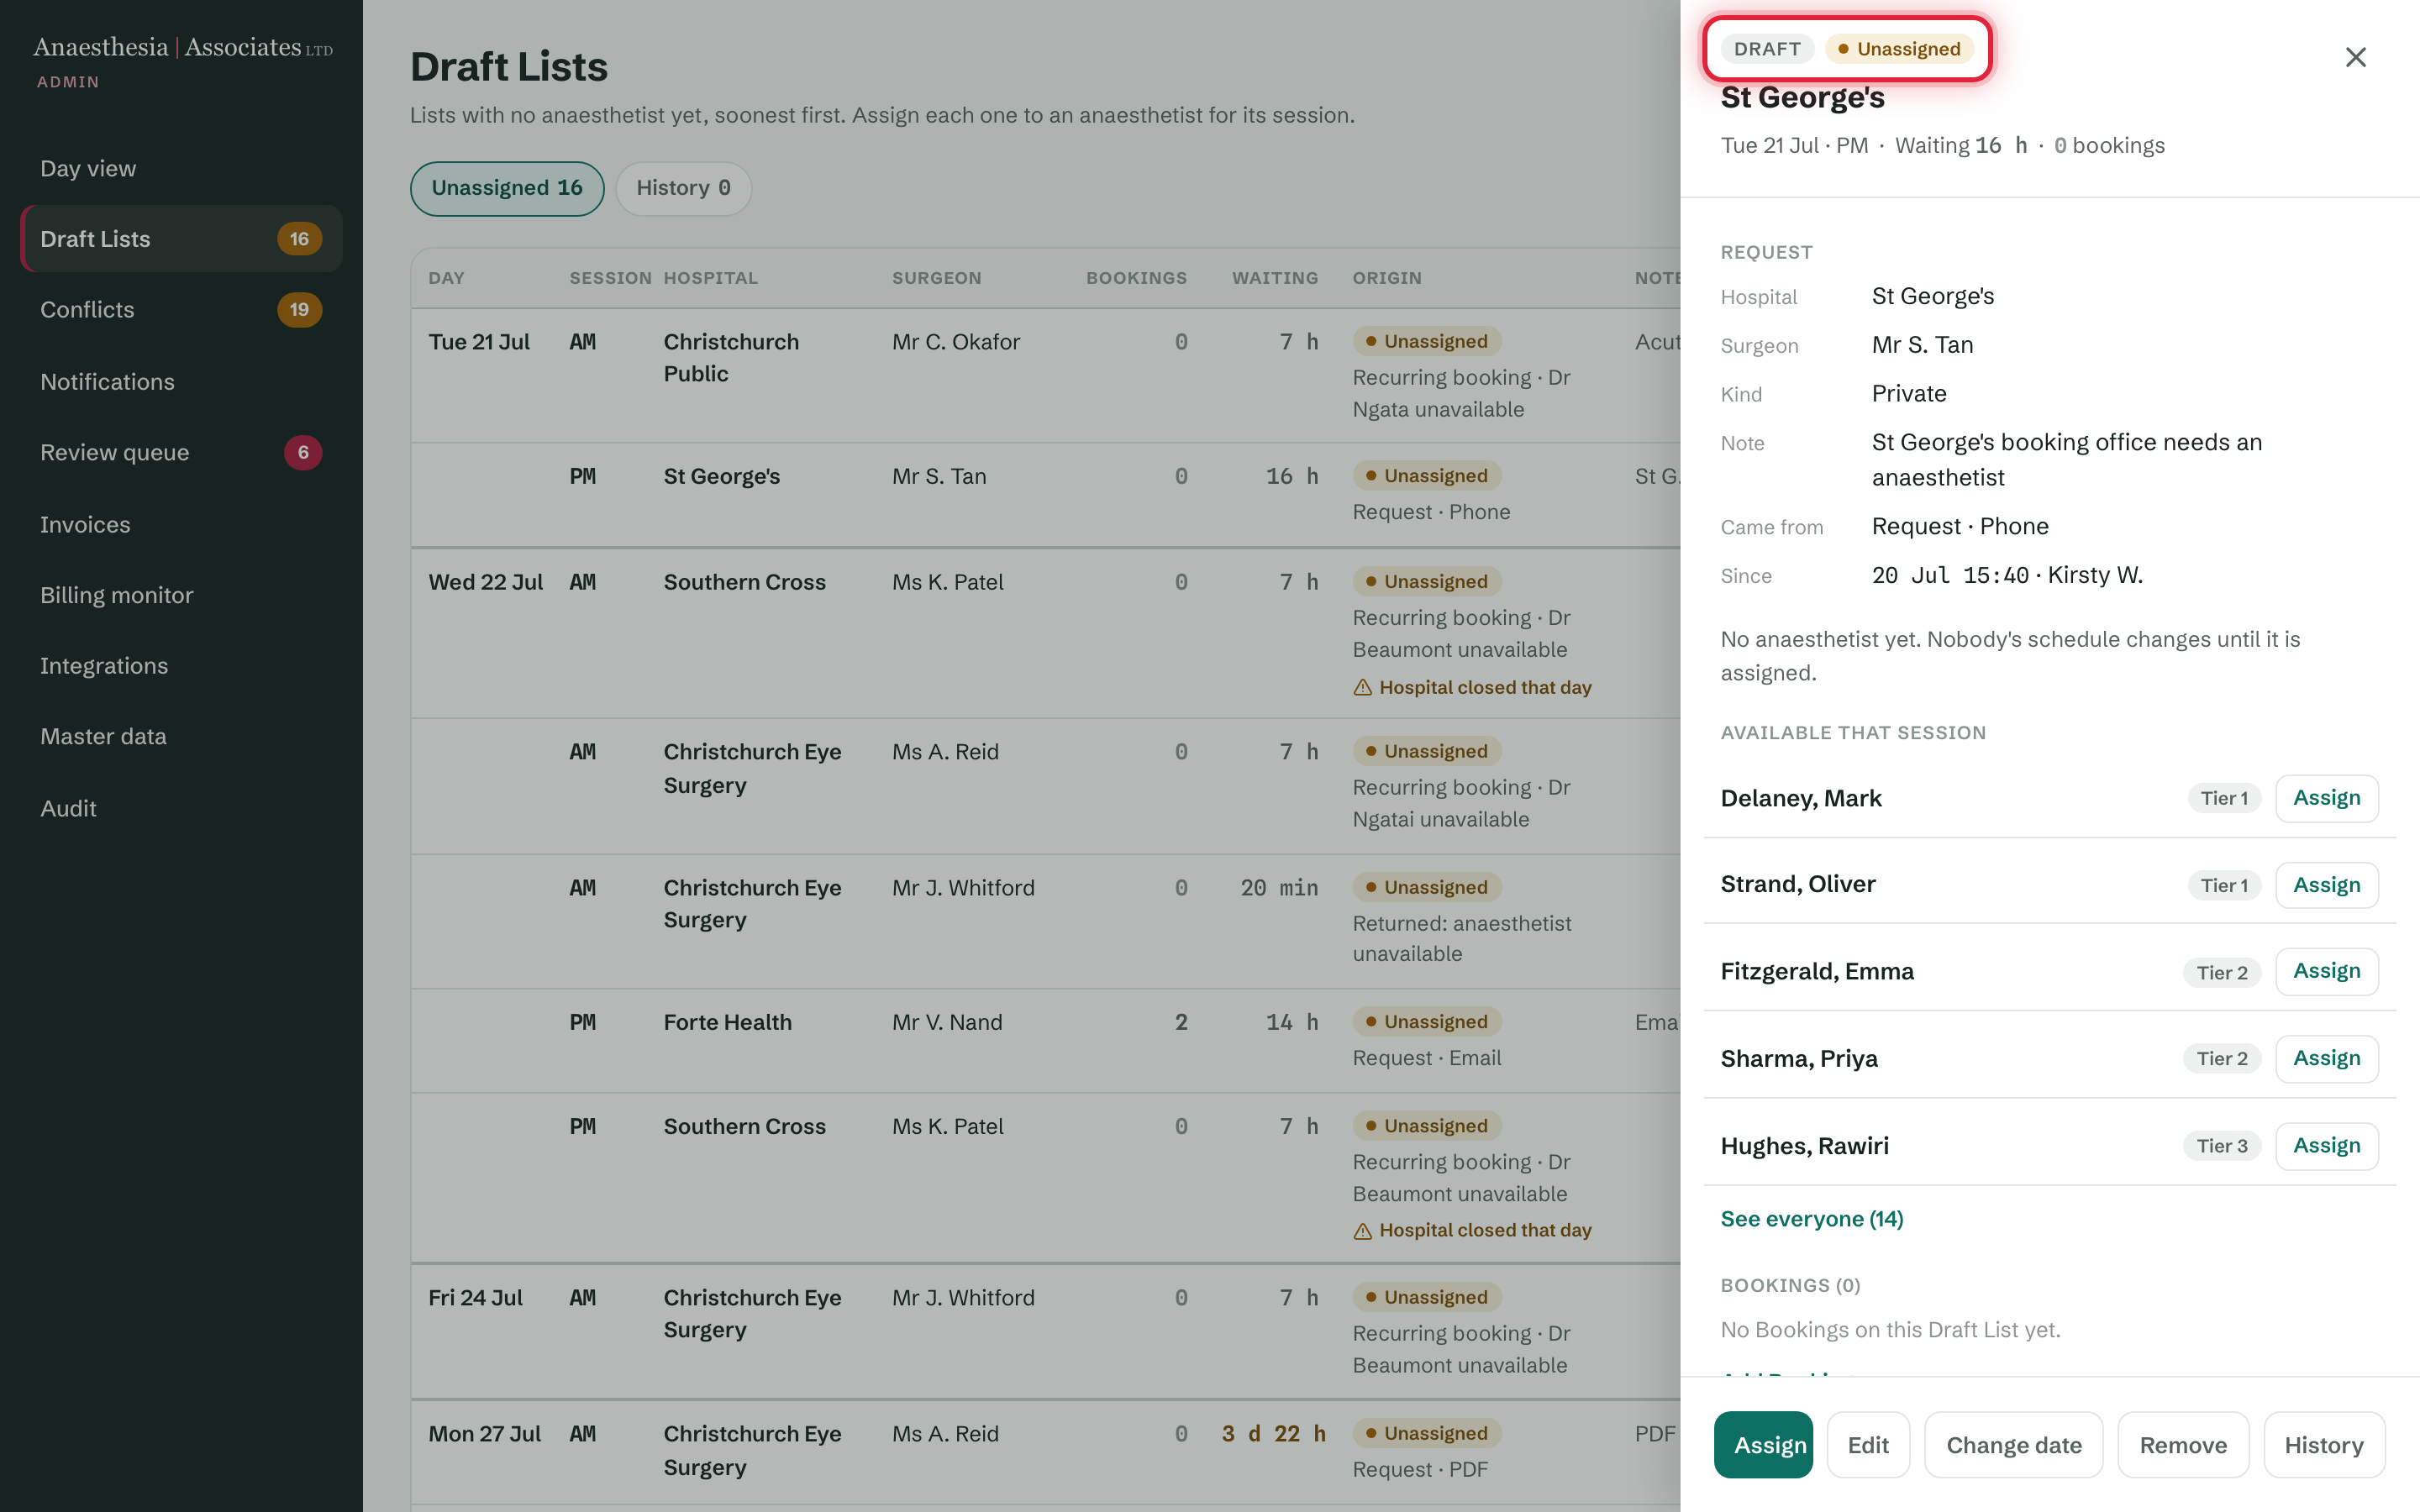 Anaesthesia | Associates LTD
ADMIN
Day view
Draft Lists 16
Conflicts 19
Notifications
Review queue 6
Invoices
Billing monitor
Integrations
Master data
Audit
Draft Lists
Lists with no anaesthetist yet, soonest first. Assign each one to an anaesthetist for its session.
Unassigned 16 History 0
DAY SESSION HOSPITAL SURGEON BOOKINGS WAITING ORIGIN
Tue 21 Jul AM Christchurch Mr C. Okafor 0 7 h Unassigned
Public Recurring booking · Dr
Ngata unavailable
PM St George's Mr S. Tan 0 16 h Unassigned
Request · Phone
Wed 22 Jul AM Southern Cross Ms K. Patel 0 7 h Unassigned
Recurring booking · Dr
Beaumont unavailable
Hospital closed that day
AM Christchurch Eye Ms A. Reid 0 7 h Unassigned
Surgery Recurring booking · Dr
Ngatai unavailable
AM Christchurch Eye Mr J. Whitford 0 20 min Unassigned
Surgery Returned: anaesthetist
unavailable
PM Forte Health Mr V. Nand 2 14 h Unassigned
Request · Email
PM Southern Cross Ms K. Patel 0 7 h Unassigned
Recurring booking · Dr
Beaumont unavailable
Hospital closed that day
Fri 24 Jul AM Christchurch Eye Mr J. Whitford 0 7 h Unassigned
Surgery Recurring booking · Dr
Beaumont unavailable
Mon 27 Jul AM Christchurch Eye Ms A. Reid 0 3 d 22 h Unassigned PDF
Surgery Request · PDF
DRAFT Unassigned
St George's
Tue 21 Jul · PM · Waiting 16 h · 0 bookings
REQUEST
Hospital St George's
Surgeon Mr S. Tan
Kind Private
Note St George's booking office needs an
anaesthetist
Came from Request · Phone
Since 20 Jul 15:40 · Kirsty W.
No anaesthetist yet. Nobody's schedule changes until it is
assigned.
AVAILABLE THAT SESSION
Delaney, Mark Tier 1 Assign
Strand, Oliver Tier 1 Assign
Fitzgerald, Emma Tier 2 Assign
Sharma, Priya Tier 2 Assign
Hughes, Rawiri Tier 3 Assign
See everyone (14)
BOOKINGS (0)
No Bookings on this Draft List yet.
Assign Edit Change date Remove History